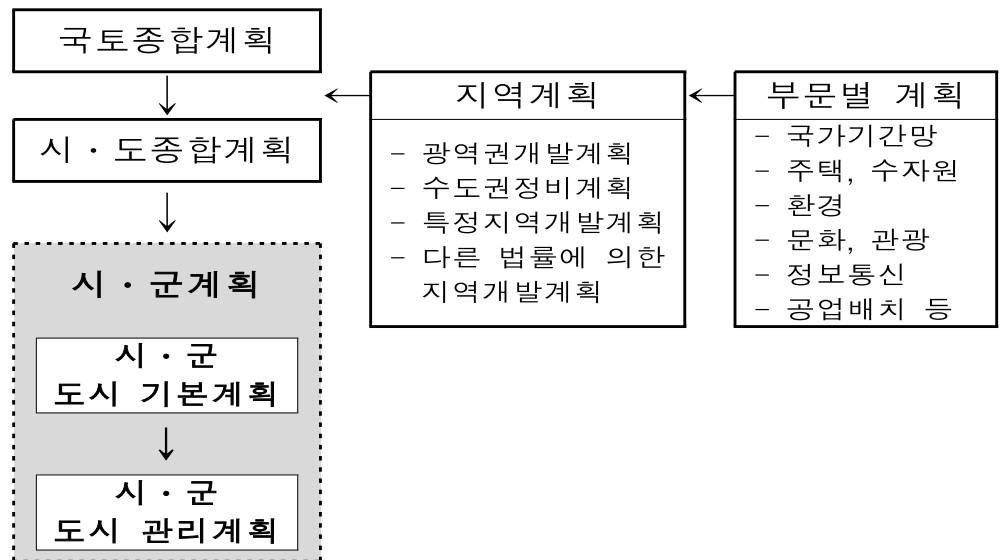 국토종합계획
시·도종합계획
시·군계획
시·군
도시 기본계획
시·군
도시 관리계획
지역계획
- 광역권개발계획
- 수도권정비계획
- 특정지역개발계획
- 다른 법률에 의한
지역개발계획
부문별 계획
- 국가기간망
- 주택, 수자원
- 환경
- 문화, 관광
- 정보통신
- 공업배치 등